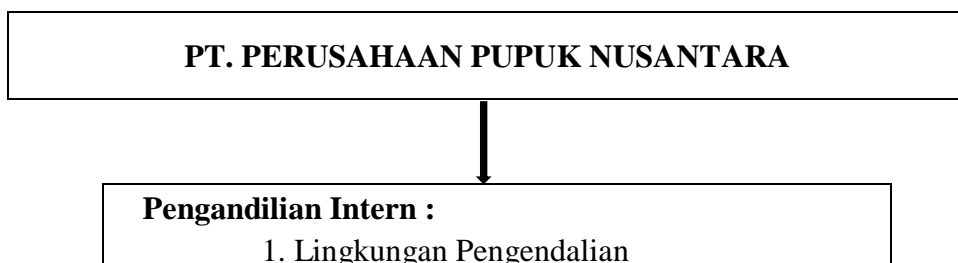 PT. PERUSAHAAN PUPUK NUSANTARA
Pengandilian Intern :
1. Lingkungan Pengendalian